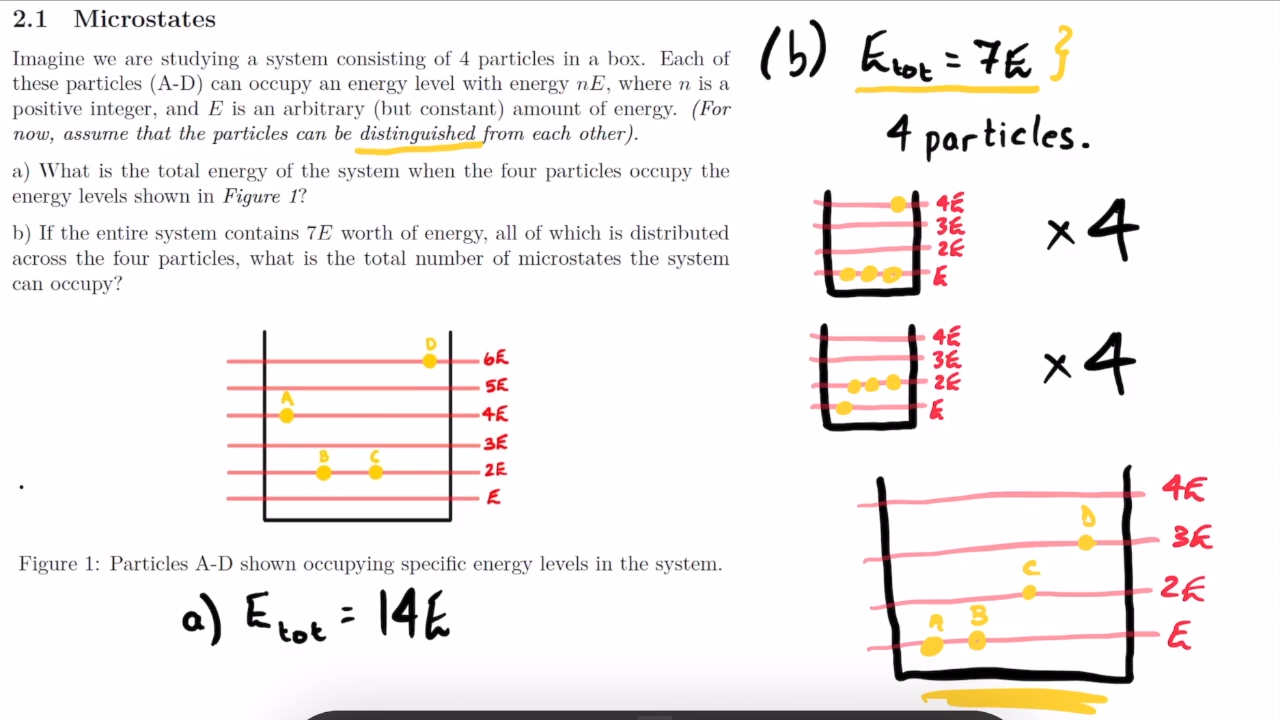 2.1 Microstates
Imagine we are studying a system consisting of 4 particles in a box. Each of
these particles (A-D) can occupy an energy level with energy nE, where n is a
positive integer, and E is an arbitrary (but constant) amount of energy. (For
now, assume that the particles can be distinguished from each other).
a) What is the total energy of the system when the four particles occupy the
energy levels shown in Figure 1?
b) If the entire system contains 7E worth of energy, all of which is distributed
across the four particles, what is the total number of microstates the system
can occupy?
D
6E
5E
A
4E
3E
B C
2E
E
Figure 1: Particles A-D shown occupying specific energy levels in the system.
a) Etot = 14E
(b) Etot = 7E }
4 particles.
4E
3E
2E
E
×4
4E
3E
2E
E
×4
4E
D
3E
C
2E
A B
E